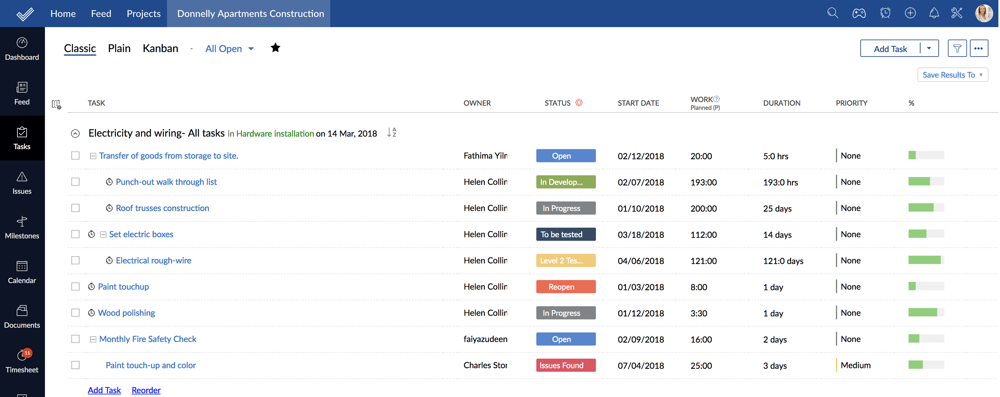 Home Feed Projects Donnelly Apartments Construction
Dashboard
Feed
Tasks
Issues
Milestones
Calendar
Documents
11
Timesheet
Classic Plain Kanban - All Open
Add Task
Save Results To
TASK OWNER STATUS START DATE WORK? DURATION PRIORITY %
Planned (P)
Electricity and wiring- All tasks in Hardware installation on 14 Mar, 2018 A Z
Transfer of goods from storage to site. Fathima Open 02/12/2018 20:00 5:0 hrs None
Punch-out walk through list Helen Collin In Develop... 02/07/2018 193:00 193:0 hrs None
Roof trusses construction Helen Collin In Progress 01/10/2018 200:00 25 days None
Set electric boxes Helen Collin To be tested 03/18/2018 112:00 14 days None
Electrical rough-wire Helen Collin Level 2 Tes... 04/06/2018 121:00 121:0 days None
Paint touchup Helen Collin Reopen 01/03/2018 8:00 1 day None
Wood polishing Helen Collin In Progress 01/12/2018 3:30 1 day None
Monthly Fire Safety Check faiyazudeen Open 02/09/2018 16:00 2 days None
Paint touch-up and color Charles Stor Issues Found 07/04/2018 25:00 3 days Medium
Add Task Reorder